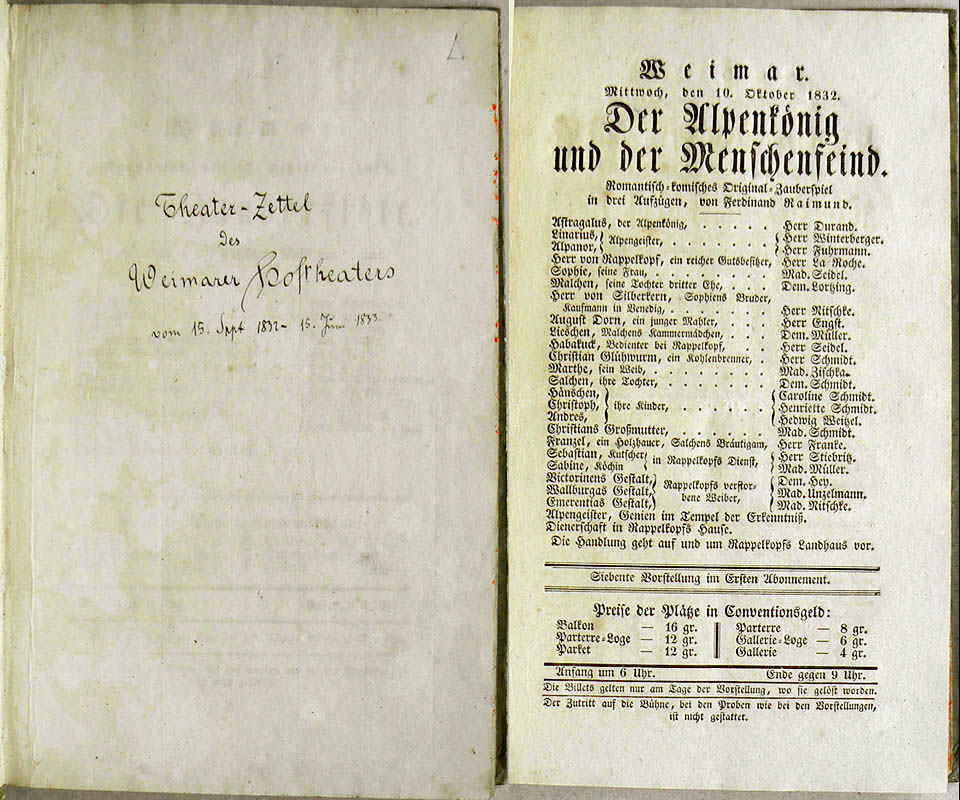 Theater-Zettel
des
Weimarer Hoftheaters
vom 15. Sept 1832 - 15. Juni 1833.
Weimar.
Mittwoch, den 10. Oktober 1832.
Der Alpenkönig
und der Menschenfeind.
Romantisch-komisches Original-Zauberspiel
in drei Aufzügen, von Ferdinand Raimund.
Astragalus, der Alpenkönig, . . . . . Herr Durand.
Linarius, } Alpengeister, . . . . . . { Herr Winterberger.
Alpanor, } { Herr Fuhrmann.
Herr von Rappelkopf, ein reicher Gutsbesitzer, Herr La Roche.
Sophie, seine Frau, . . . . . . . Mad. Seidel.
Malchen, seine Tochter dritter Ehe, . . . Dem. Lortzing.
Herr von Silberkern, Sophiens Bruder,
Kaufmann in Venedig, . . . . . . Herr Nitschke.
August Dorn, ein junger Mahler, . . . Herr Engst.
Lieschen, Malchens Kammermädchen, . . . Dem. Müller.
Habakuck, Bedienter bei Rappelkopf, . . Herr Seidel.
Christian Glühwurm, ein Kohlenbrenner, . Herr Schmidt.
Marthe, sein Weib, . . . . . . . Mad. Zischka.
Salchen, ihre Tochter, . . . . . . Dem. Schmidt.
Hänschen, } { Caroline Schmidt.
Christoph, } ihre Kinder, . . . . . { Henriette Schmidt.
Andres, } { Hedwig Weitzel.
Christians Großmutter, . . . . . . Mad. Schmidt.
Franzel, ein Holzhauer, Salchens Bräutigam, Herr Franke.
Sebastian, Kutscher } in Rappelkopfs Dienst, { Herr Stiebritz.
Sabine, Köchin } { Mad. Müller.
Victorinens Gestalt, } Rappelkopfs verstor- { Dem. Hey.
Wallburgas Gestalt, } bene Weiber, { Mad. Unzelmann.
Emerentias Gestalt, } { Mad. Nitschke.
Alpengeister, Genien im Tempel der Erkenntniß.
Dienerschaft in Rappelkopfs Hause.
Die Handlung geht auf und um Rappelkopfs Landhaus vor.
Siebente Vorstellung im Ersten Abonnement.
Preise der Plätze in Conventionsgeld:
Balkon — 16 gr. Parterre — 8 gr.
Parterre-Loge — 12 gr. Gallerie-Loge — 6 gr.
Parket — 12 gr. Gallerie — 4 gr.
Anfang um 6 Uhr. Ende gegen 9 Uhr.
Die Billets gelten nur am Tage der Vorstellung, wo sie gelöst worden.
Der Zutritt auf die Bühne, bei den Proben wie bei den Vorstellungen,
ist nicht gestattet.